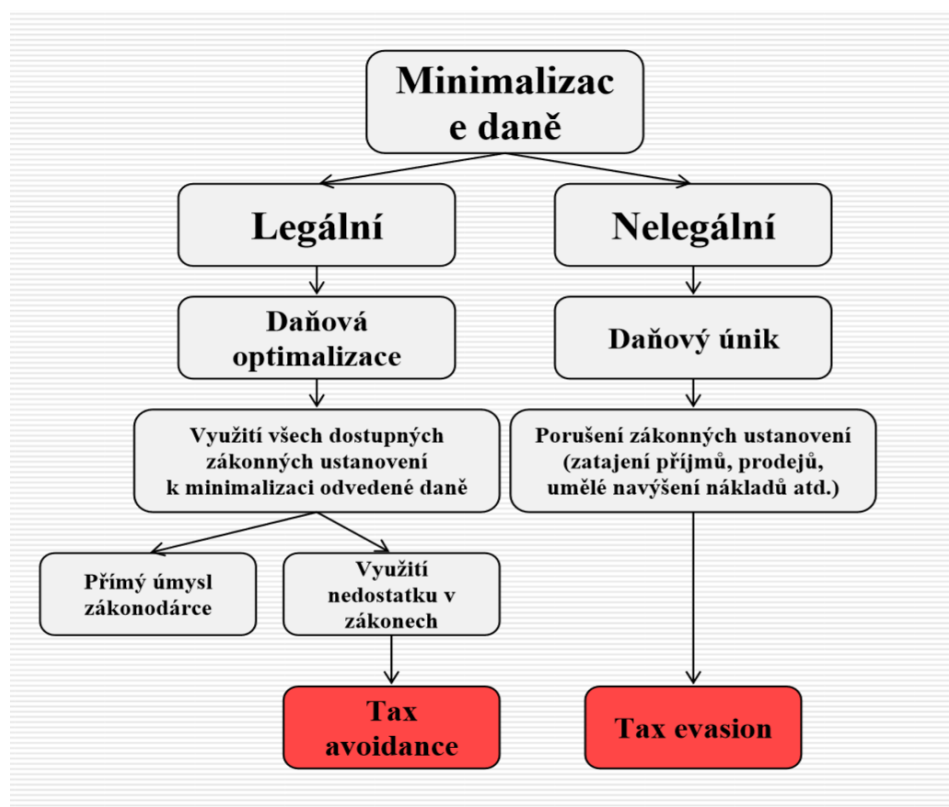 Minimalizac
e daně
Legální
Nelegální
Daňová
optimalizace
Daňový únik
Využití všech dostupných
zákonných ustanovení
k minimalizaci odvedené daně
Porušení zákonných ustanovení
(zatajení příjmů, prodejů,
umělé navýšení nákladů atd.)
Přímý úmysl
zákonodárce
Využití
nedostatku v
zákonech
Tax
avoidance
Tax evasion